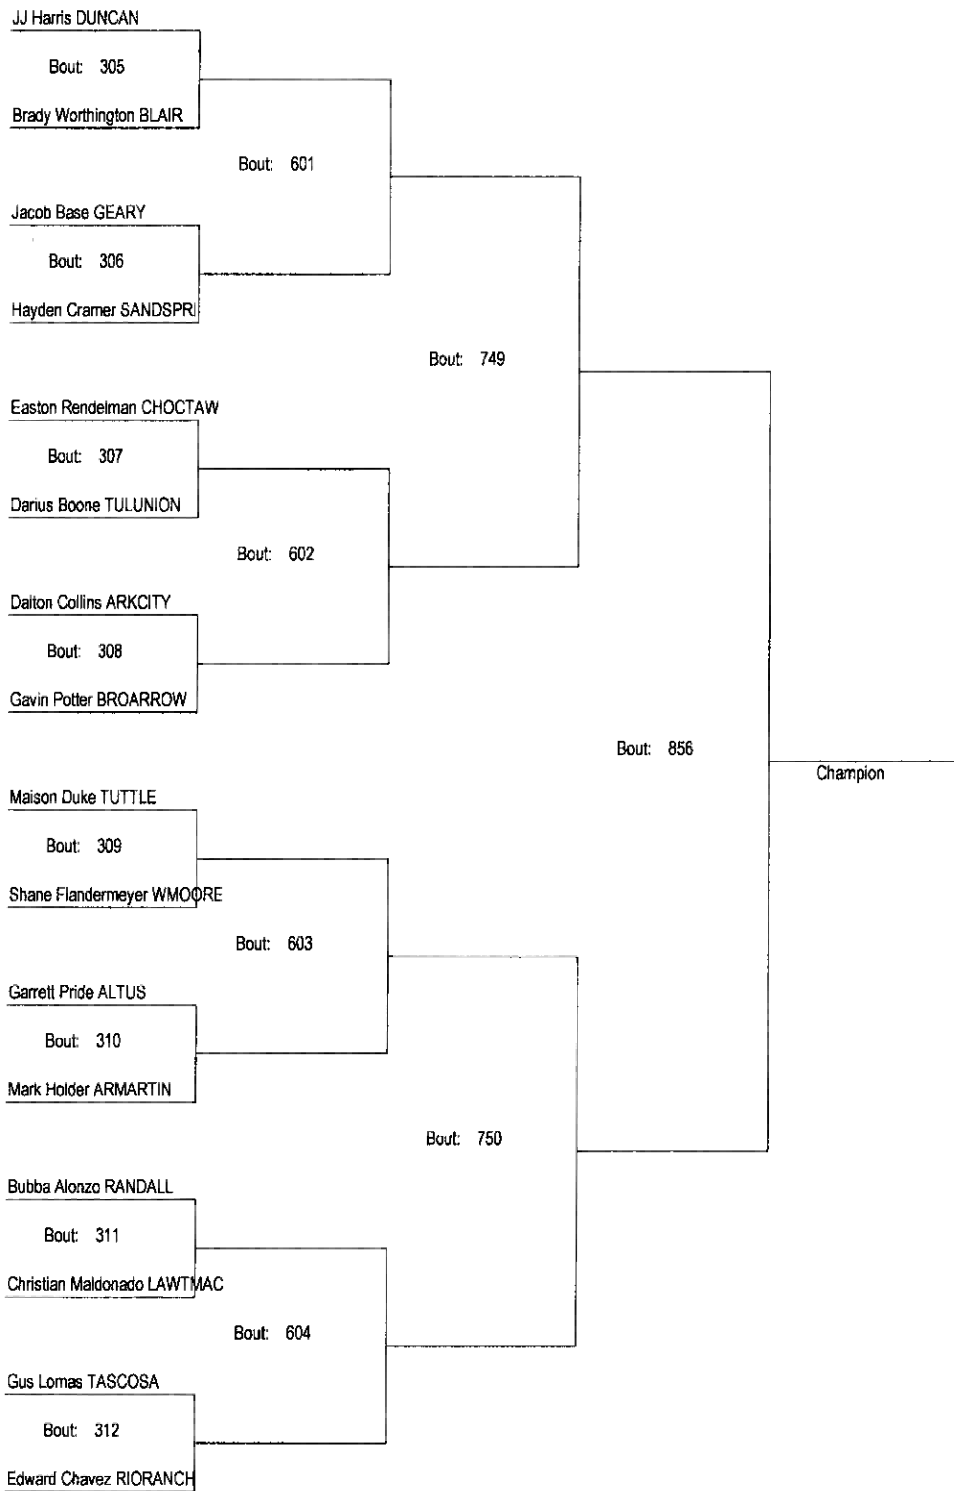 JJ Harris DUNCAN
Bout: 305
Brady Worthington BLAIR
Bout: 601
Jacob Base GEARY
Bout: 306
Hayden Cramer SANDSPRI
Bout: 749
Easton Rendelman CHOCTAW
Bout: 307
Darius Boone TULUNION
Bout: 602
Dalton Collins ARKCITY
Bout: 308
Gavin Potter BROARROW
Bout: 856
Champion
Maison Duke TUTTLE
Bout: 309
Shane Flandermeyer WMOORE
Bout: 603
Garrett Pride ALTUS
Bout: 310
Mark Holder ARMARTIN
Bout: 750
Bubba Alonzo RANDALL
Bout: 311
Christian Maldonado LAWTMAC
Bout: 604
Gus Lomas TASCOSA
Bout: 312
Edward Chavez RIORANCH